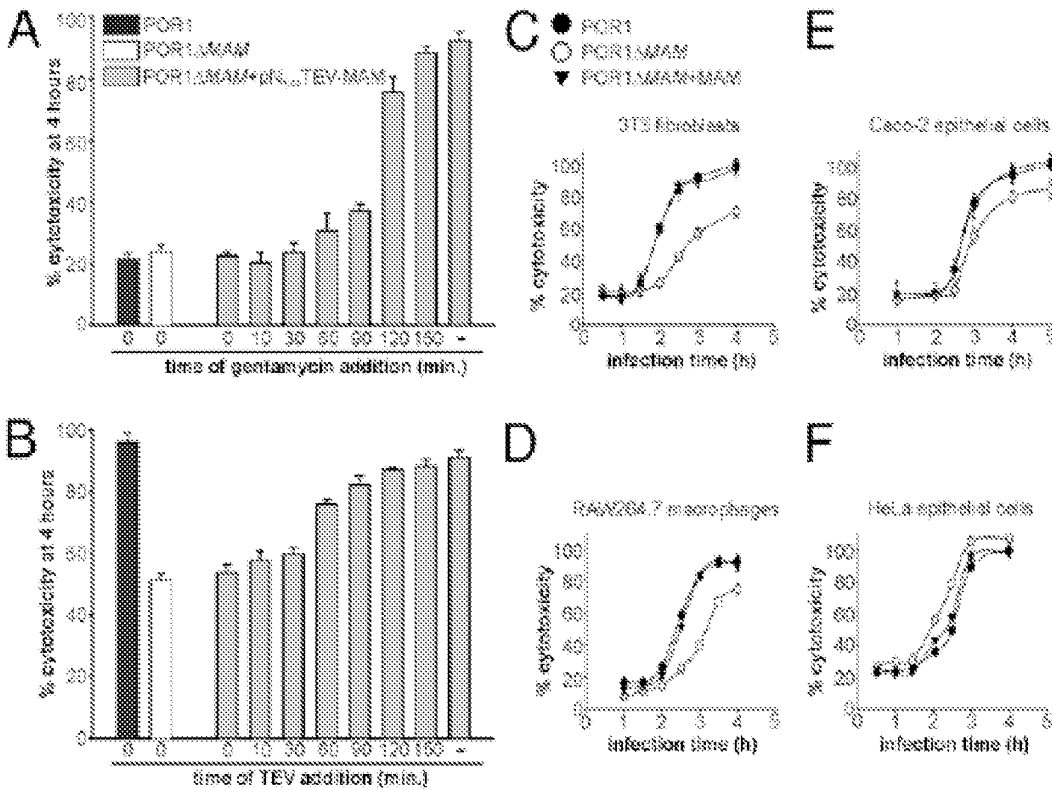 A
POR1
POR1ΔMAM
POR1ΔMAM+pN TEV-MAM
% cytotoxicity at 4 hours
100
80
60
40
20
0
0 0 0 10 30 60 90 120 150 -
time of gentamycin addition (min.)
B
% cytotoxicity at 4 hours
100
80
60
40
20
0
0 0 0 10 30 60 90 120 150 -
time of TEV addition (min.)
C
POR1
POR1ΔMAM
POR1ΔMAM+MAM
3T3 fibroblasts
% cytotoxicity
100
80
60
40
20
0
0 1 2 3 4 5
infection time (h)
D
RAW264.7 macrophages
% cytotoxicity
100
80
60
40
20
0
0 1 2 3 4 5
infection time (h)
E
Caco-2 epithelial cells
% cytotoxicity
100
80
60
40
20
0
0 1 2 3 4 5
infection time (h)
F
HeLa epithelial cells
% cytotoxicity
100
80
60
40
20
0
0 1 2 3 4 5
infection time (h)